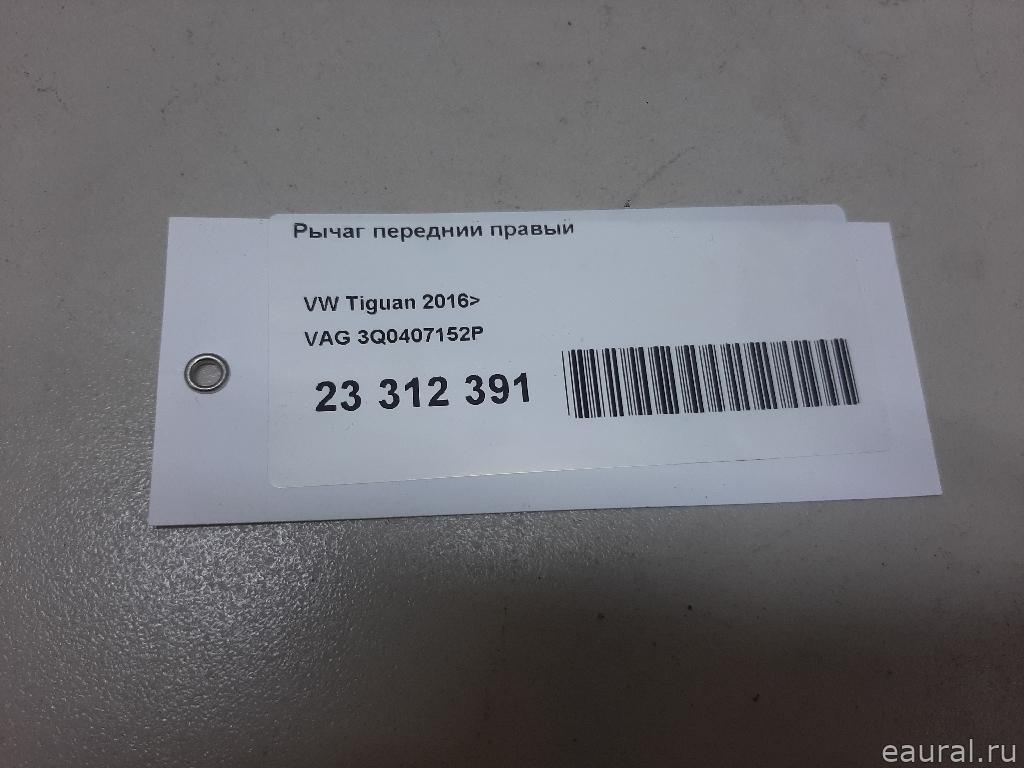 Рычаг передний правый
VW Tiguan 2016>
VAG 3Q0407152P
23 312 391
eaural.ru